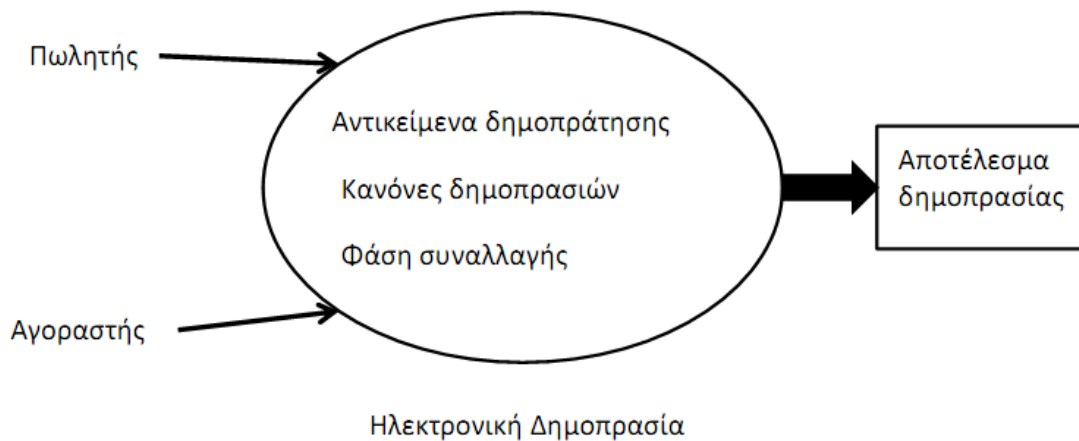 Πωλητής
Αντικείμενα δημοπράτησης
Κανόνες δημοπρασιών
Φάση συναλλαγής
Αποτέλεσμα
δημοπρασίας
Αγοραστής
Ηλεκτρονική Δημοπρασία